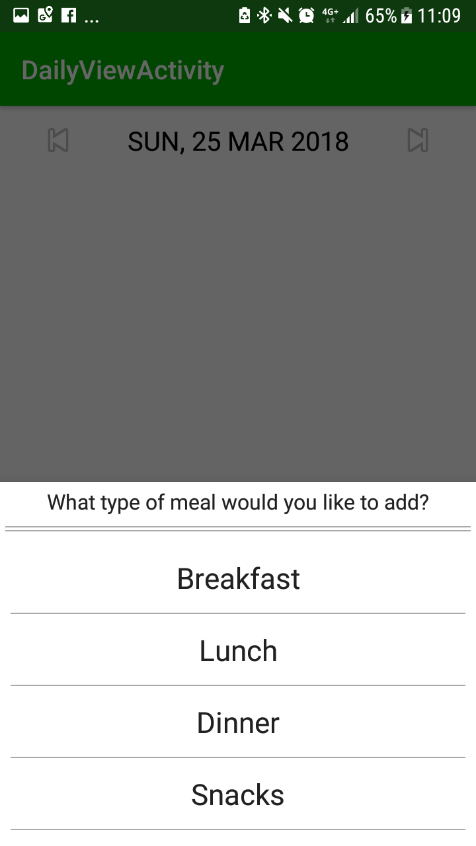 ... 4G+ 65% 11:09
DailyViewActivity
SUN, 25 MAR 2018
What type of meal would you like to add?
Breakfast
Lunch
Dinner
Snacks